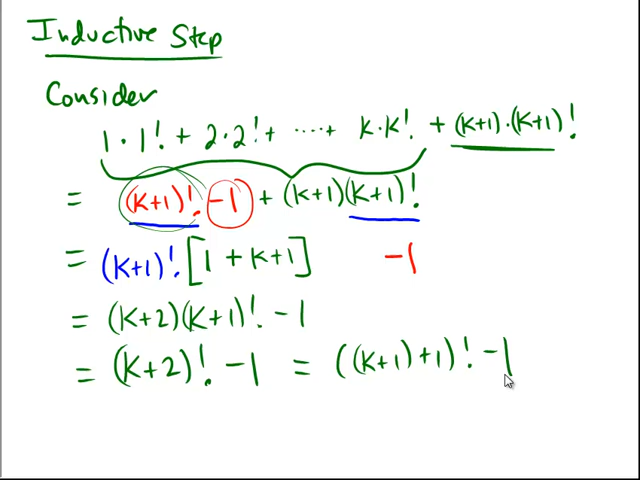 Inductive Step
Consider
1 · 1! + 2 · 2! + ····+ K·K! + (K+1)·(K+1)!
= (K+1)! -1 + (K+1)(K+1)!
= (K+1)! [1 + K+1] -1
= (K+2)(K+1)! -1
= (K+2)! -1 = ((K+1)+1)! -1